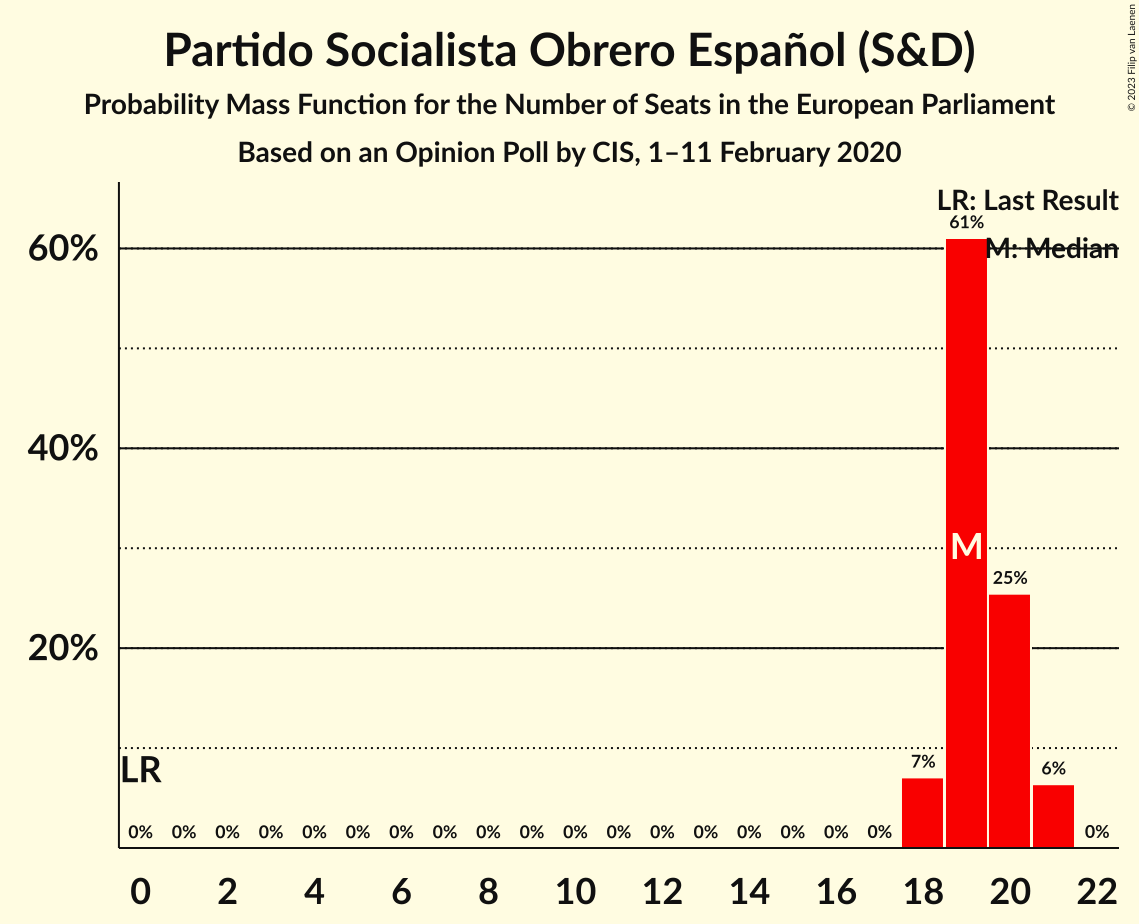 Partido Socialista Obrero Español (S&D)
Probability Mass Function for the Number of Seats in the European Parliament
Based on an Opinion Poll by CIS, 1–11 February 2020
© 2023 Filip van Laenen
LR: Last Result
M: Median
60%
40%
20%
61%
M
25%
7%
6%
LR
0% 0% 0% 0% 0% 0% 0% 0% 0% 0% 0% 0% 0% 0% 0% 0% 0% 0% 0%
0 2 4 6 8 10 12 14 16 18 20 22